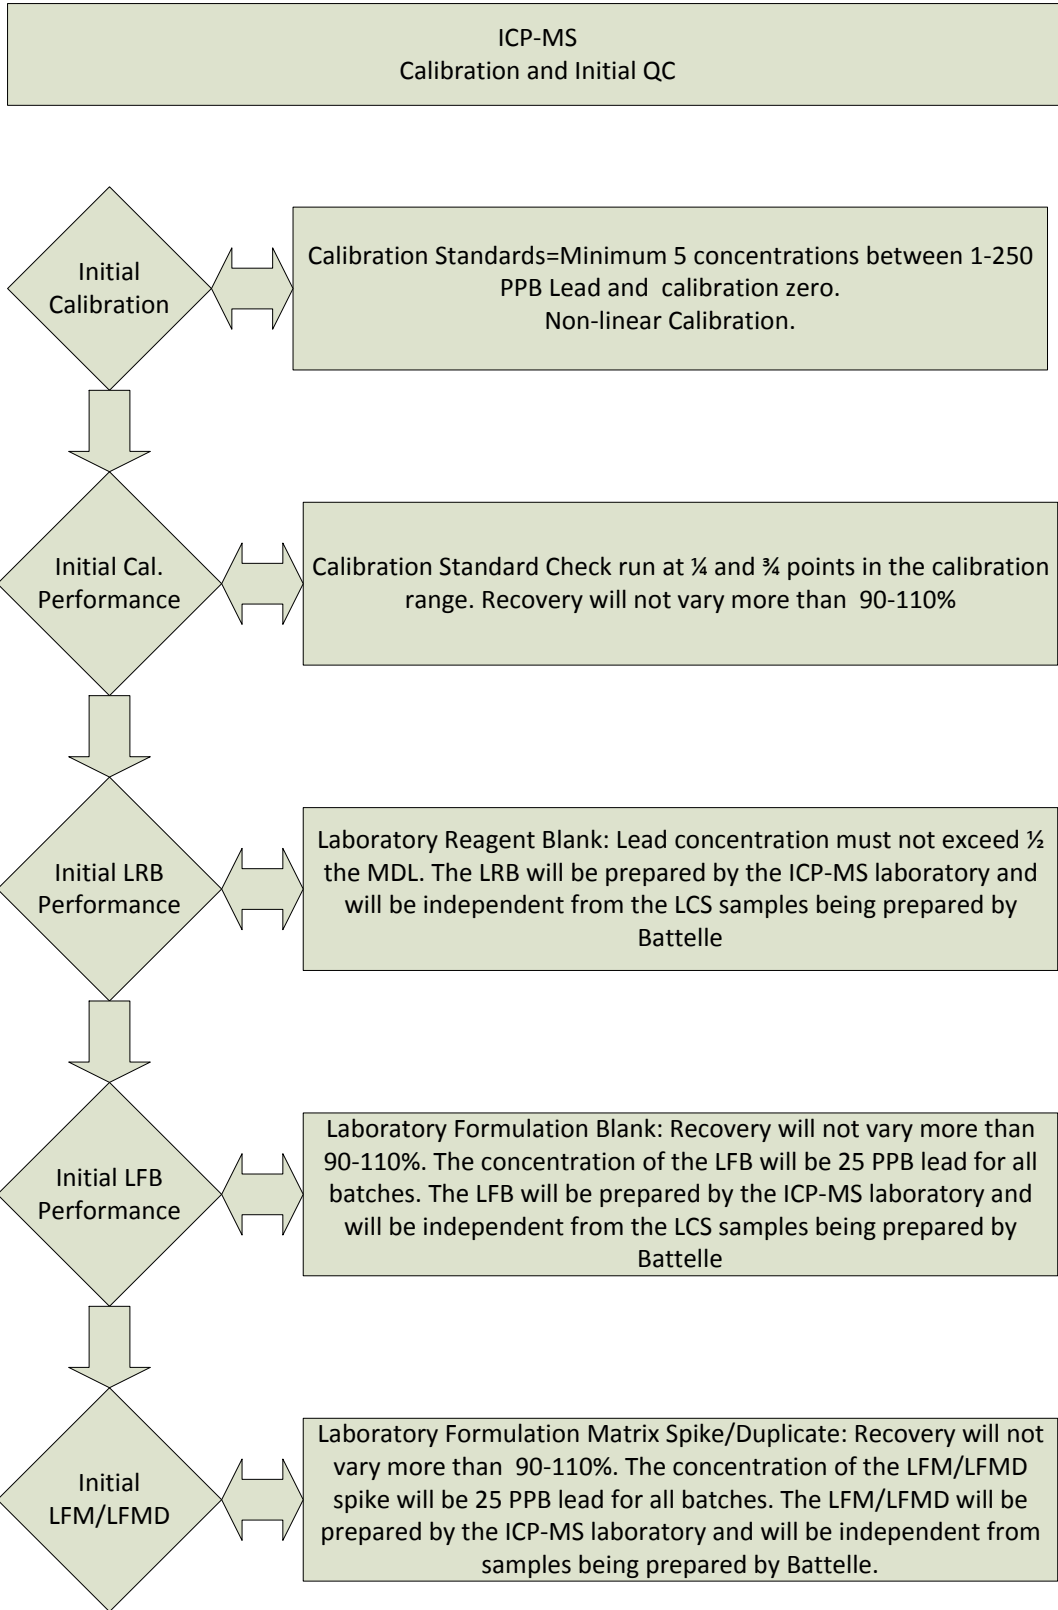 ICP-MS
Calibration and Initial QC
Initial
Calibration
Calibration Standards=Minimum 5 concentrations between 1-250
PPB Lead and  calibration zero.
Non-linear Calibration.
Initial Cal.
Performance
Calibration Standard Check run at ¼ and ¾ points in the calibration
range. Recovery will not vary more than  90-110%
Initial LRB
Performance
Laboratory Reagent Blank: Lead concentration must not exceed ½
the MDL. The LRB will be prepared by the ICP-MS laboratory and
will be independent from the LCS samples being prepared by
Battelle
Initial LFB
Performance
Laboratory Formulation Blank: Recovery will not vary more than
90-110%. The concentration of the LFB will be 25 PPB lead for all
batches. The LFB will be prepared by the ICP-MS laboratory and
will be independent from the LCS samples being prepared by
Battelle
Initial
LFM/LFMD
Laboratory Formulation Matrix Spike/Duplicate: Recovery will not
vary more than  90-110%. The concentration of the LFM/LFMD
spike will be 25 PPB lead for all batches. The LFM/LFMD will be
prepared by the ICP-MS laboratory and will be independent from
samples being prepared by Battelle.